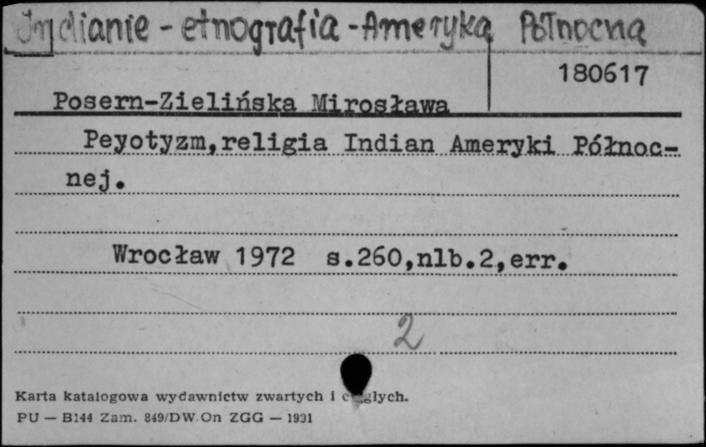 Indianie - etnografia - Ameryka Północna
180617
Posern-Zielińska Mirosława
Peyotyzm,religia Indian Ameryki Północ-
nej.
Wrocław 1972 s.260,nlb.2,err.
2
Karta katalogowa wydawnictw zwartych i
PU — B144 Zam. 849/DW On ZGG — 1931